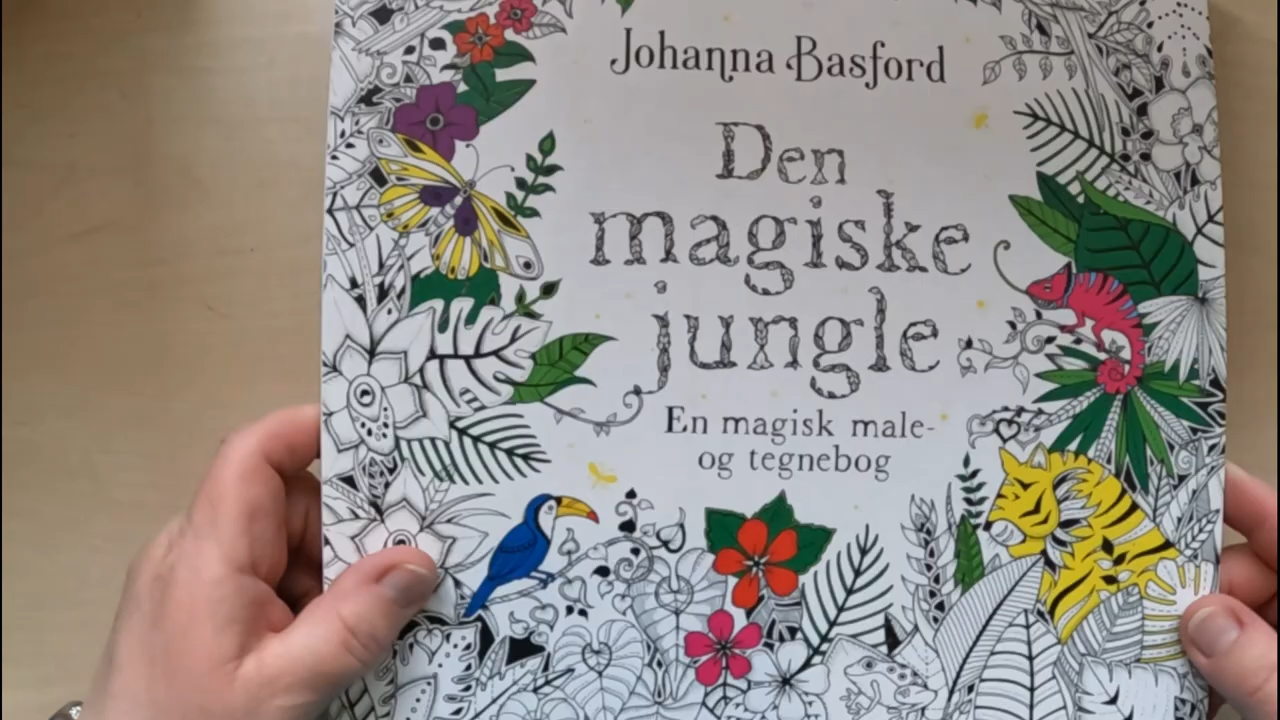 Johanna Basford
Den
magiske
jungle
En magisk male-
og tegnebog